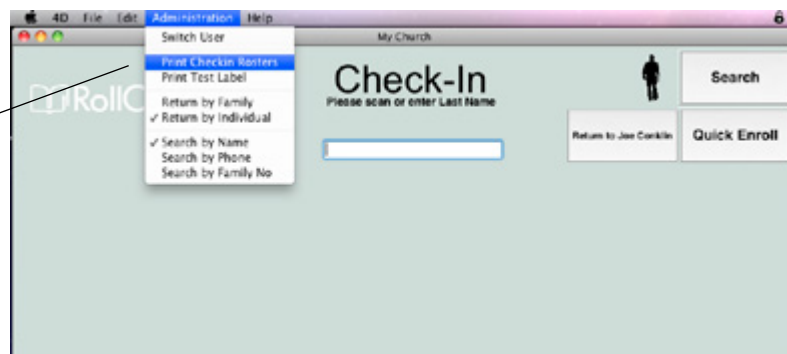 4D File Edit Administration Help
My Church
Switch User
Print Checkin Rosters
Print Test Label
Return by Family
✓ Return by Individual
✓ Search by Name
Search by Phone
Search by Family No
RollC
Check-In
Please scan or enter Last Name
Search
Return to Joe Conklin
Quick Enroll